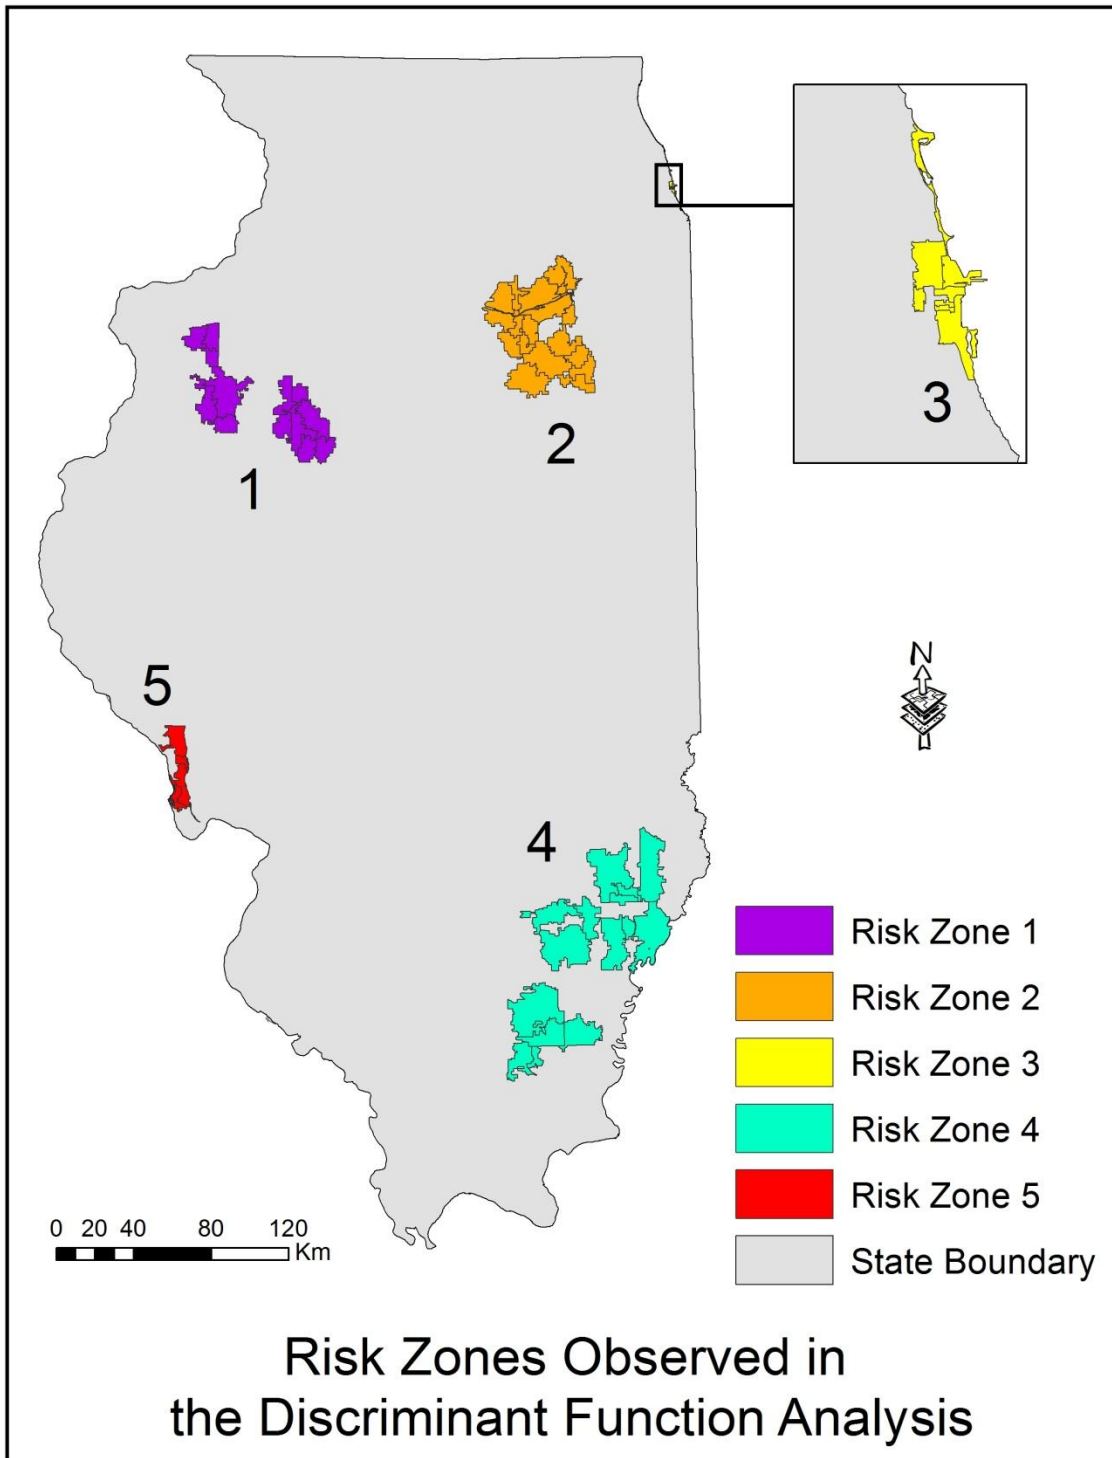 3
2
1
N
5
4
Risk Zone 1
Risk Zone 2
Risk Zone 3
Risk Zone 4
Risk Zone 5
State Boundary
0 20 40 80 120
Km
Risk Zones Observed in
the Discriminant Function Analysis